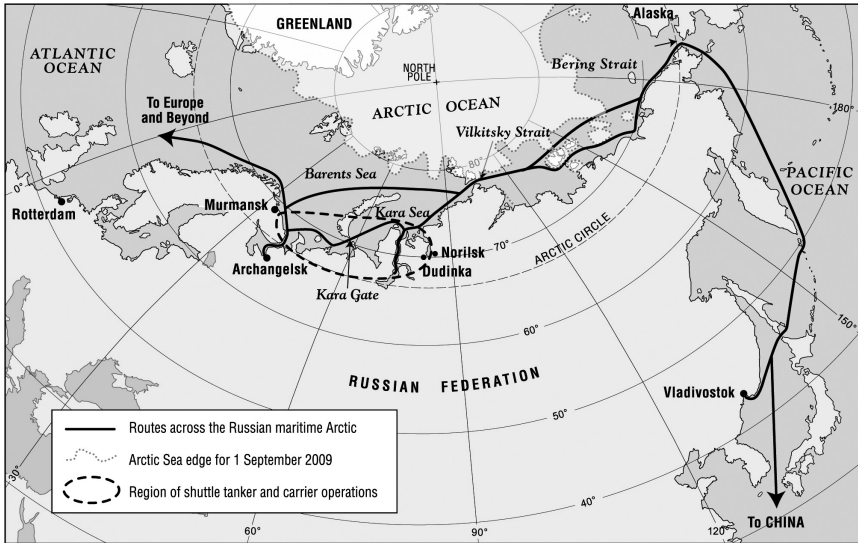 GREENLAND
Alaska
ATLANTIC
OCEAN
Bering Strait
NORTH
POLE
ARCTIC OCEAN
To Europe
and Beyond
Vilkitsky Strait
180°
80°
PACIFIC
OCEAN
Barents Sea
0°
Rotterdam
Murmansk
Kara Sea
Norilsk
70°
ARCTIC CIRCLE
Archangelsk
Dudinka
Kara Gate
60°
150°
RUSSIAN FEDERATION
Vladivostok
50°
Routes across the Russian maritime Arctic
Arctic Sea edge for 1 September 2009
Region of shuttle tanker and carrier operations
30°
40°
60°
90°
120°
To CHINA